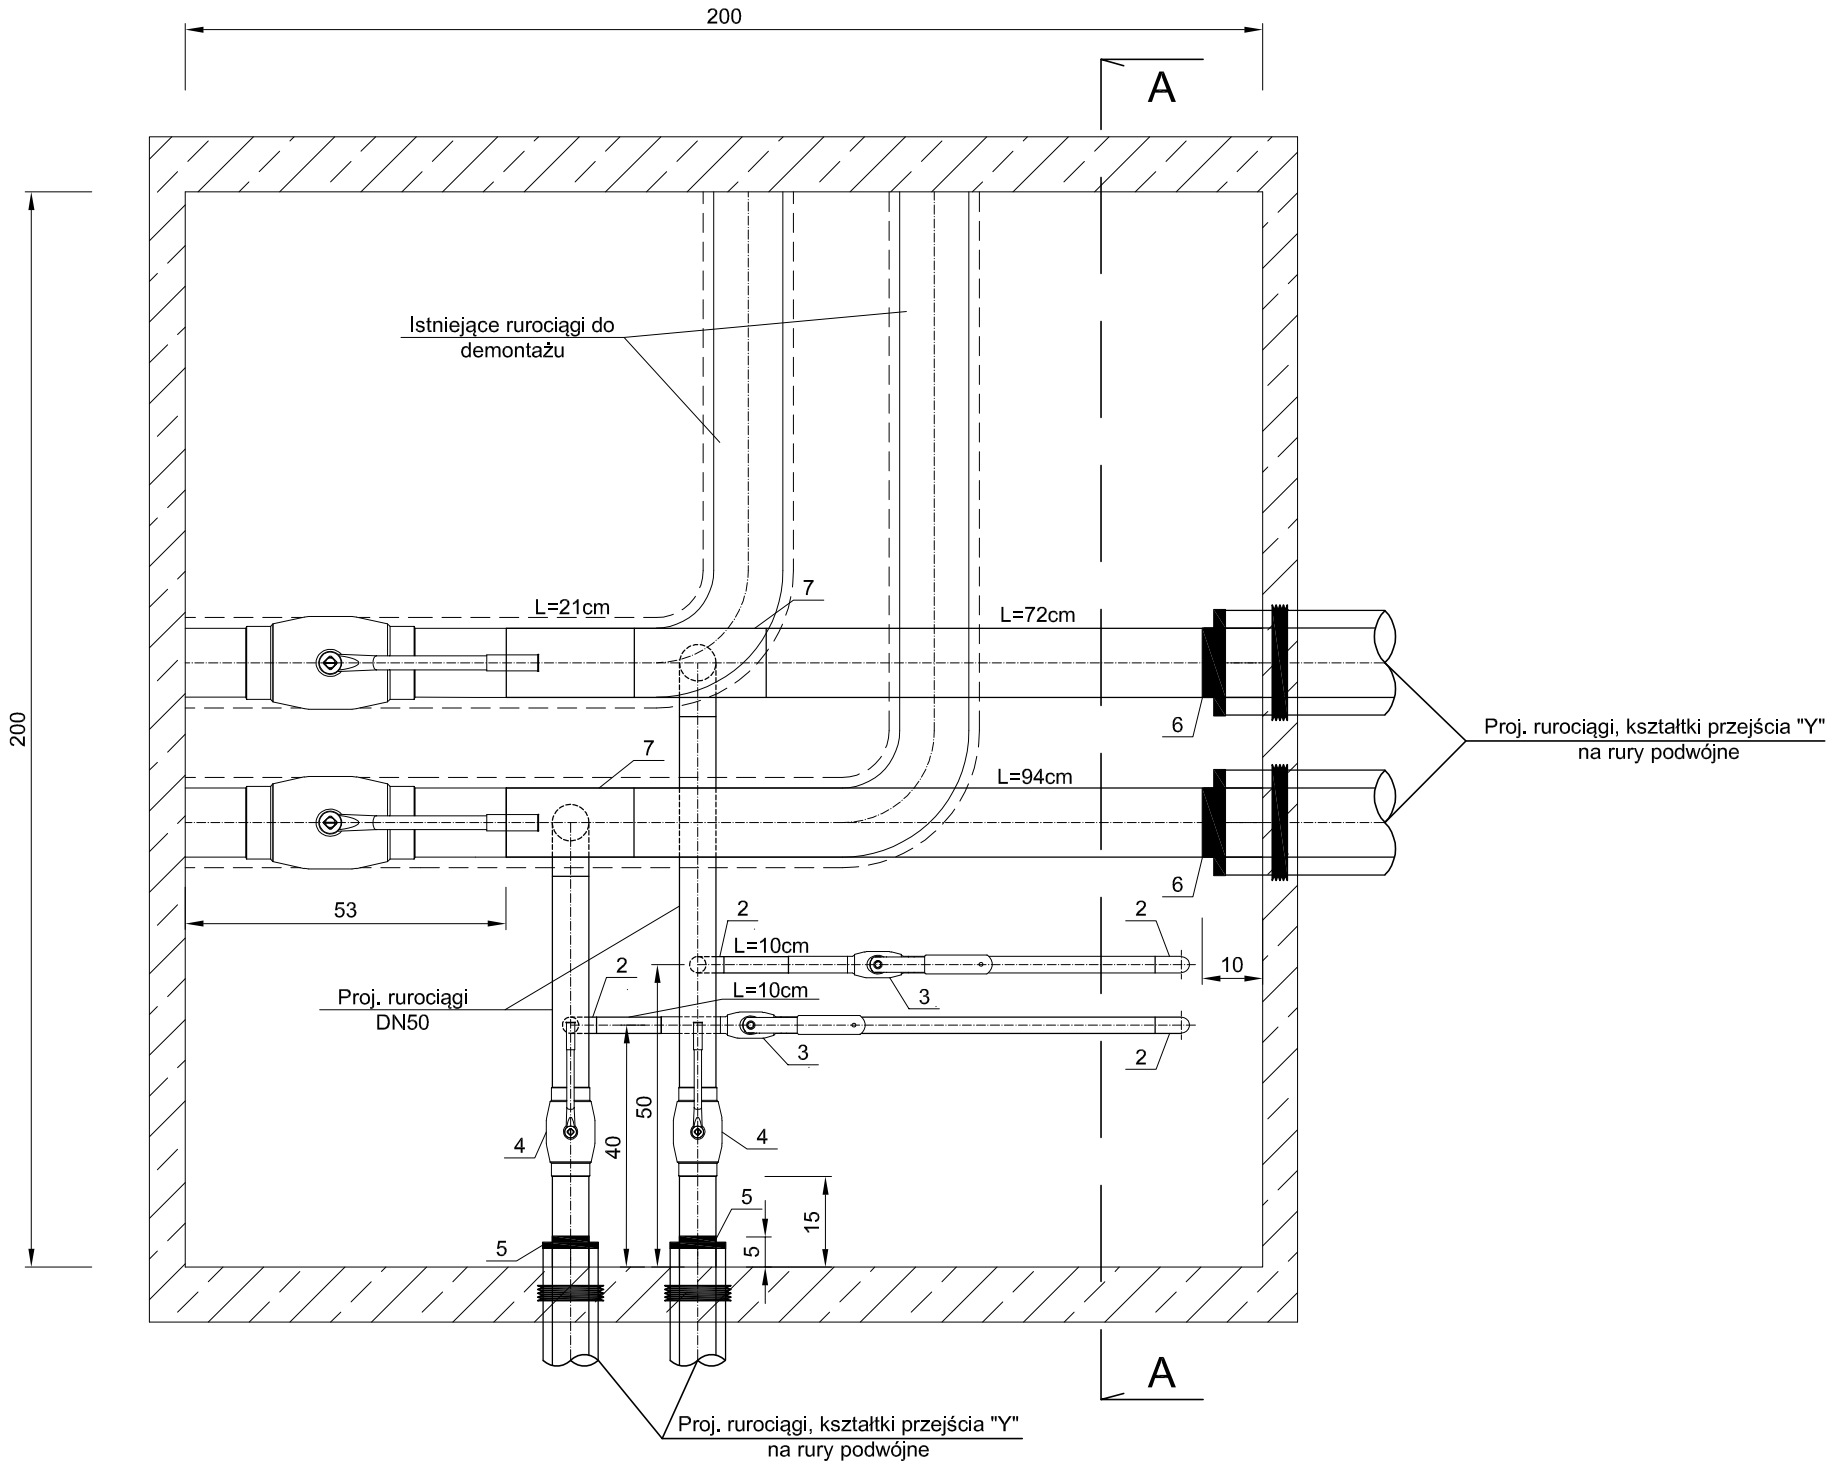 200
A
Istniejące rurociągi do
demontażu
7
L=21cm
L=72cm
6
200
Proj. rurociągi, kształtki przejścia "Y"
na rury podwójne
7
L=94cm
6
53
2
2
L=10cm
10
2
L=10cm
3
Proj. rurociągi
DN50
3
2
50
40
4
4
5
15
5
5
A
Proj. rurociągi, kształtki przejścia "Y"
na rury podwójne